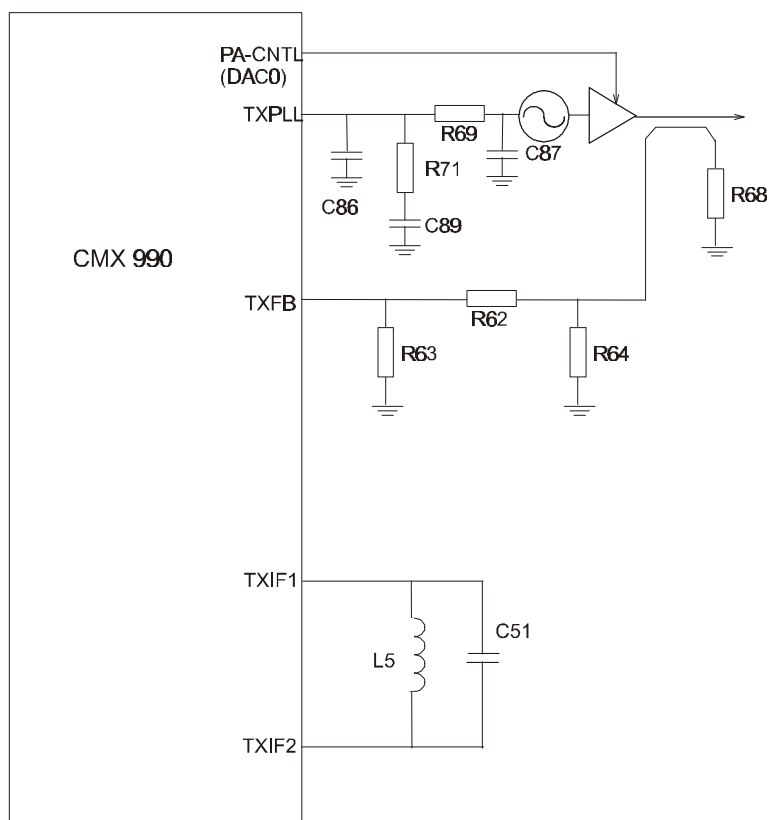 PA-CNTL
(DAC0)
TXPLL
R69
C87
R71
R68
C86
C89
CMX 990
TXFB
R62
R63
R64
TXIF1
C51
L5
TXIF2